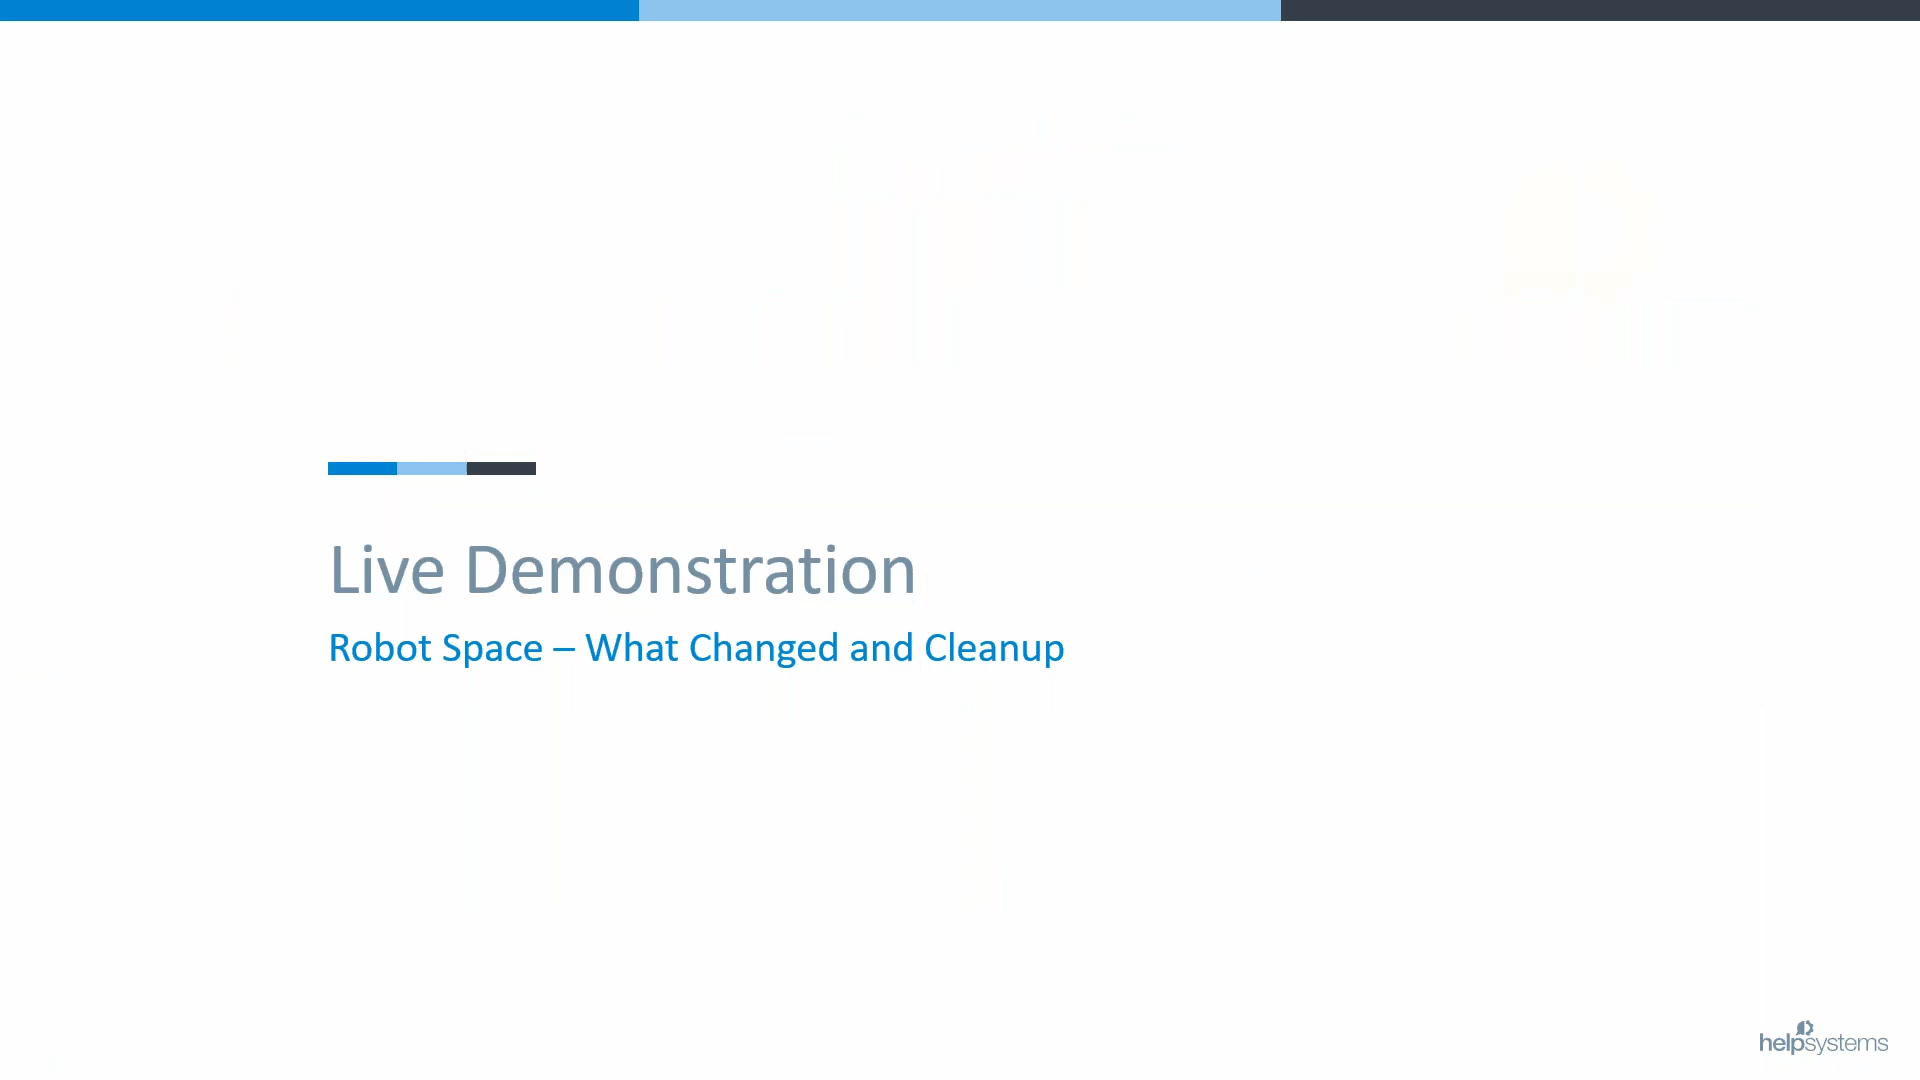 Live Demonstration
Robot Space – What Changed and Cleanup
helpsystems